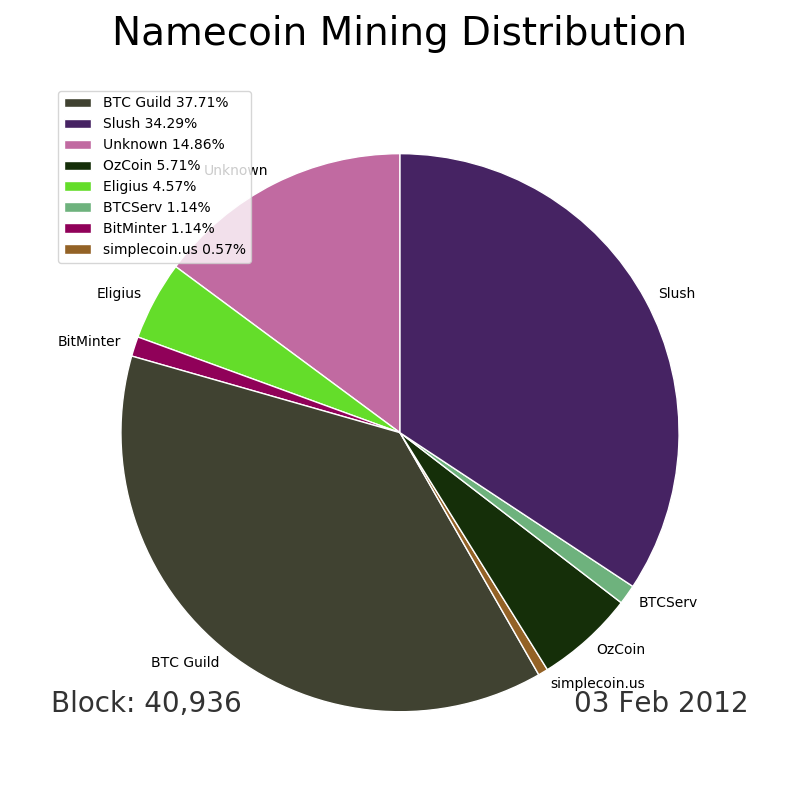 Namecoin Mining Distribution
BTC Guild 37.71%
Slush 34.29%
Unknown 14.86%
OzCoin 5.71%
Eligius 4.57%
BTCServ 1.14%
BitMinter 1.14%
simplecoin.us 0.57%
Unknown
Eligius
Slush
BitMinter
BTCServ
OzCoin
BTC Guild
simplecoin.us
Block: 40,936
03 Feb 2012